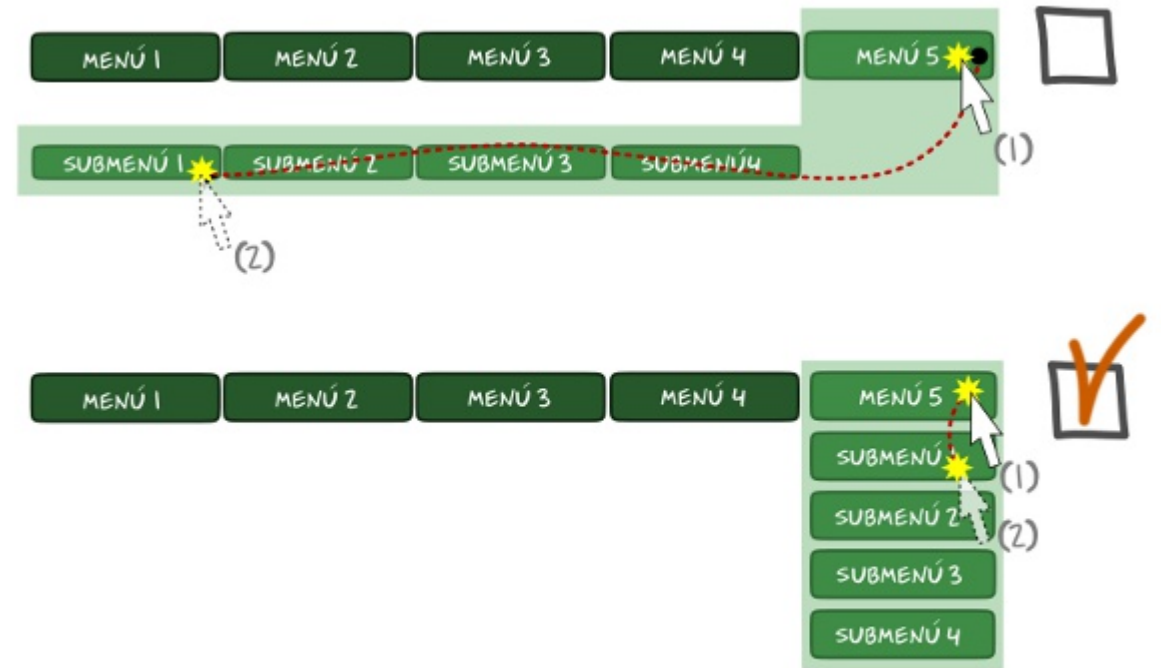 MENÚ 1 MENÚ 2 MENÚ 3 MENÚ 4 MENÚ 5
(1)
SUBMENÚ 1 SUBMENÚ 2 SUBMENÚ 3 SUBMENÚ 4
(2)
MENÚ 1 MENÚ 2 MENÚ 3 MENÚ 4 MENÚ 5
SUBMENÚ
(1)
SUBMENÚ 2
(2)
SUBMENÚ 3
SUBMENÚ 4